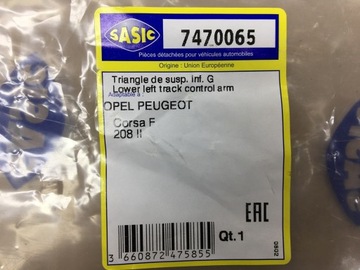 SASIC
7470065
Pièces détachées pour véhicules automobiles
Origine : Union Européenne
Triangle de susp. inf. G
Lower left track control arm
Adaptable à :
OPEL PEUGEOT
Corsa F
208 II
EAC
Qt. 1
0802
3 660872 475855